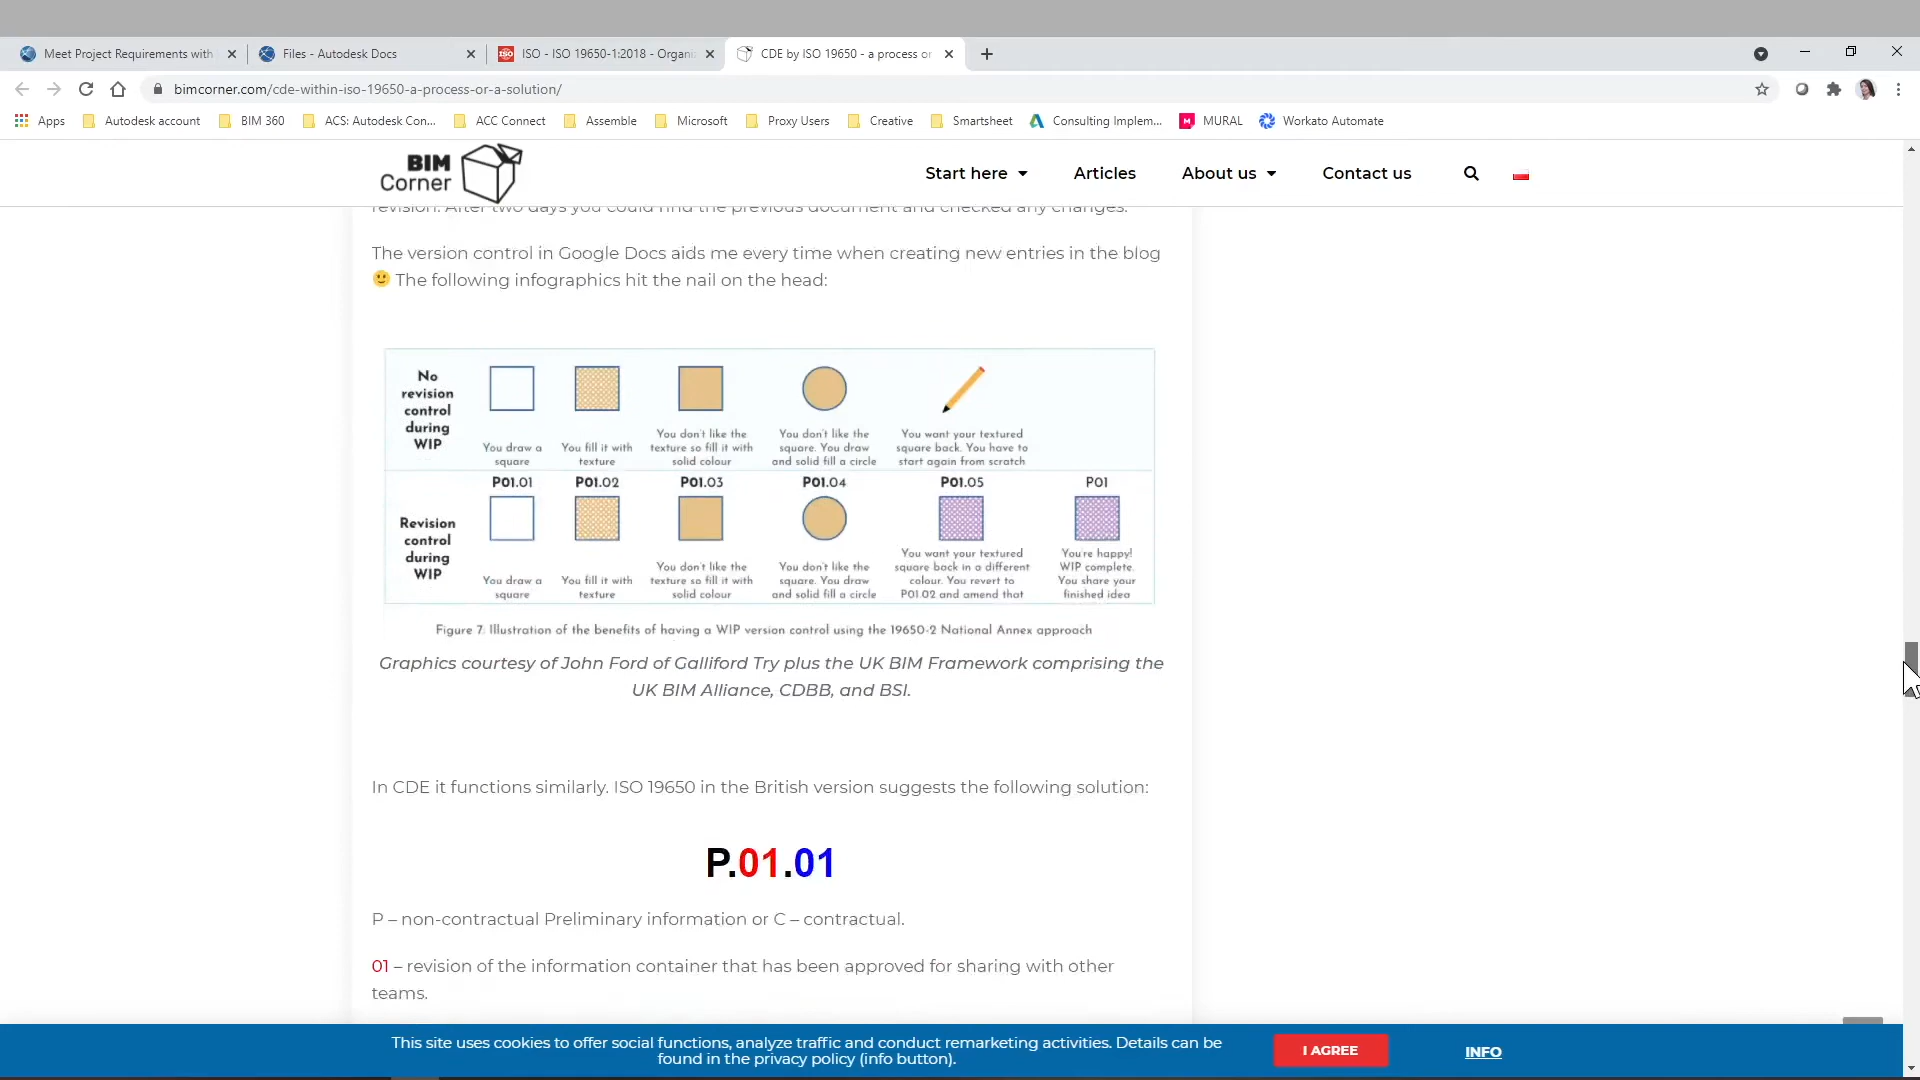 Meet Project Requirements with
Files - Autodesk Docs
ISO - ISO 19650-1:2018 - Organi
CDE by ISO 19650 - a process or
bimcorner.com/cde-within-iso-19650-a-process-or-a-solution/
Apps
Autodesk account
BIM 360
ACS: Autodesk Con...
ACC Connect
Assemble
Microsoft
Proxy Users
Creative
Smartsheet
Consulting Implem...
MURAL
Workato Automate
BIM
Corner
Start here
Articles
About us
Contact us
revision. After two days you could find the previous document and checked any changes.
The version control in Google Docs aids me every time when creating new entries in the blog
The following infographics hit the nail on the head:
No
revision
control
during
WIP
You draw a
square
You fill it with
texture
You don't like the
texture so fill it with
solid colour
You don't like the
square. You draw
and solid fill a circle
You want your textured
square back. You have to
start again from scratch
P01.01
P01.02
P01.03
P01.04
P01.05
P01
Revision
control
during
WIP
You draw a
square
You fill it with
texture
You don't like the
texture so fill it with
solid colour
You don't like the
square. You draw
and solid fill a circle
You want your textured
square back in a different
colour. You revert to
P01.02 and amend that
You're happy!
WIP complete.
You share your
finished idea
Figure 7: Illustration of the benefits of having a WIP version control using the 19650-2 National Annex approach
Graphics courtesy of John Ford of Galliford Try plus the UK BIM Framework comprising the
UK BIM Alliance, CDBB, and BSI.
In CDE it functions similarly. ISO 19650 in the British version suggests the following solution:
P.01.01
P – non-contractual Preliminary information or C – contractual.
01 – revision of the information container that has been approved for sharing with other
teams.
This site uses cookies to offer social functions, analyze traffic and conduct remarketing activities. Details can be
found in the privacy policy (info button).
I AGREE
INFO